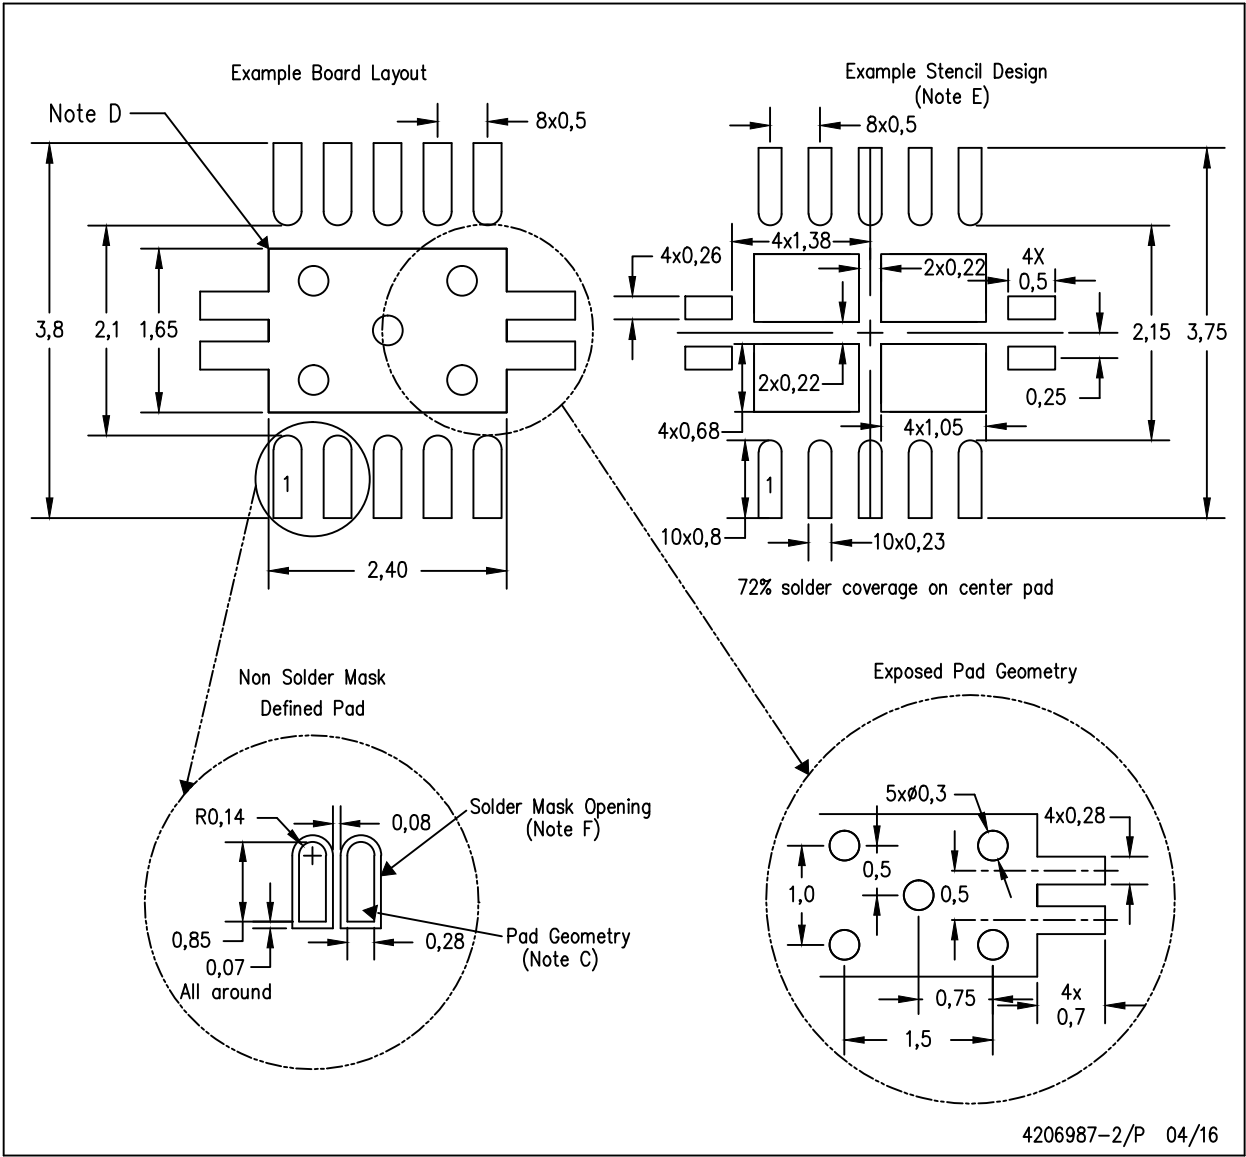 Example Board Layout
Note D
8x0,5
3,8
2,1
1,65
1
2,40
Example Stencil Design
(Note E)
8x0,5
4x1,38
4x0,26
2x0,22
4X
0,5
2,15
3,75
2x0,22
0,25
4x0,68
4x1,05
1
10x0,8
10x0,23
72% solder coverage on center pad
Non Solder Mask
Defined Pad
R0,14
0,08
Solder Mask Opening
(Note F)
0,85
0,07
All around
0,28
Pad Geometry
(Note C)
Exposed Pad Geometry
5xø0,3
4x0,28
0,5
1,0
0,5
0,75
4x
0,7
1,5
4206987-2/P 04/16